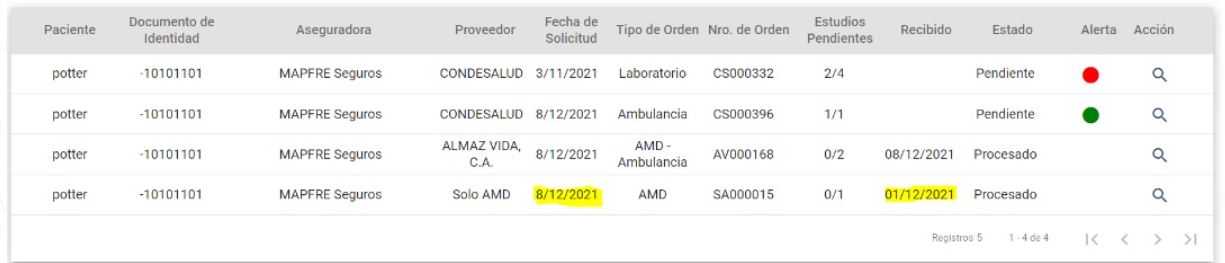 Paciente Documento de Identidad Aseguradora Proveedor Fecha de Solicitud Tipo de Orden Nro. de Orden Estudios Pendientes Recibido Estado Alerta Acción
potter -10101101 MAPFRE Seguros CONDESALUD 3/11/2021 Laboratorio CS000332 2/4 Pendiente
potter -10101101 MAPFRE Seguros CONDESALUD 8/12/2021 Ambulancia CS000396 1/1 Pendiente
potter -10101101 MAPFRE Seguros ALMAZ VIDA, C.A. 8/12/2021 AMD - Ambulancia AV000168 0/2 08/12/2021 Procesado
potter -10101101 MAPFRE Seguros Solo AMD 8/12/2021 AMD SA000015 0/1 01/12/2021 Procesado
Registros 5 1 - 4 de 4